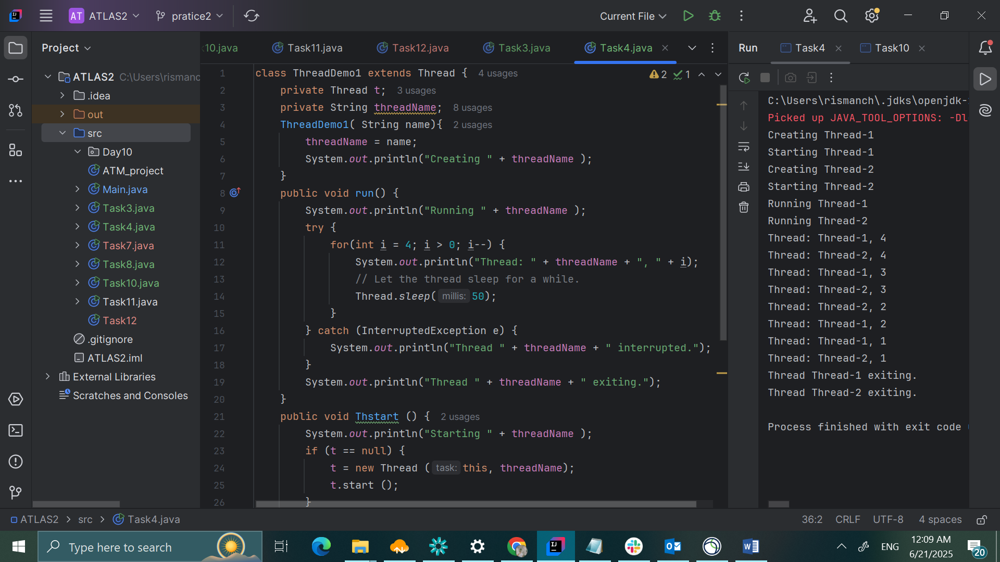 AT ATLAS2 pratice2 Current File
Project
10.java Task11.java Task12.java Task3.java Task4.java
Run Task4 Task10
ATLAS2 C:\Users\rismanc
.idea
out
src
Day10
ATM_project
Main.java
Task3.java
Task4.java
Task7.java
Task8.java
Task10.java
Task11.java
Task12
.gitignore
ATLAS2.iml
External Libraries
Scratches and Consoles
2 1
1 class ThreadDemo1 extends Thread { 4 usages
2 private Thread t; 3 usages
3 private String threadName; 8 usages
4 ThreadDemo1( String name){ 2 usages
5 threadName = name;
6 System.out.println("Creating " + threadName );
7 }
8 public void run() {
9 System.out.println("Running " + threadName );
10 try {
11 for(int i = 4; i > 0; i--) {
12 System.out.println("Thread: " + threadName + ", " + i);
13 // Let the thread sleep for a while.
14 Thread.sleep( millis: 50);
15 }
16 } catch (InterruptedException e) {
17 System.out.println("Thread " + threadName + " interrupted.");
18 }
19 System.out.println("Thread " + threadName + " exiting.");
20 }
21 public void Thstart () { 2 usages
22 System.out.println("Starting " + threadName );
23 if (t == null) {
24 t = new Thread ( task: this, threadName);
25 t.start ();
26 }
C:\Users\rismanch\.jdks\openjdk-
Picked up JAVA_TOOL_OPTIONS: -Dl
Creating Thread-1
Starting Thread-1
Creating Thread-2
Starting Thread-2
Running Thread-1
Running Thread-2
Thread: Thread-1, 4
Thread: Thread-2, 4
Thread: Thread-1, 3
Thread: Thread-2, 3
Thread: Thread-2, 2
Thread: Thread-1, 2
Thread: Thread-1, 1
Thread: Thread-2, 1
Thread Thread-1 exiting.
Thread Thread-2 exiting.
Process finished with exit code
ATLAS2 > src > Task4.java
36:2 CRLF UTF-8 4 spaces
Type here to search
ENG
12:09 AM
6/21/2025
20